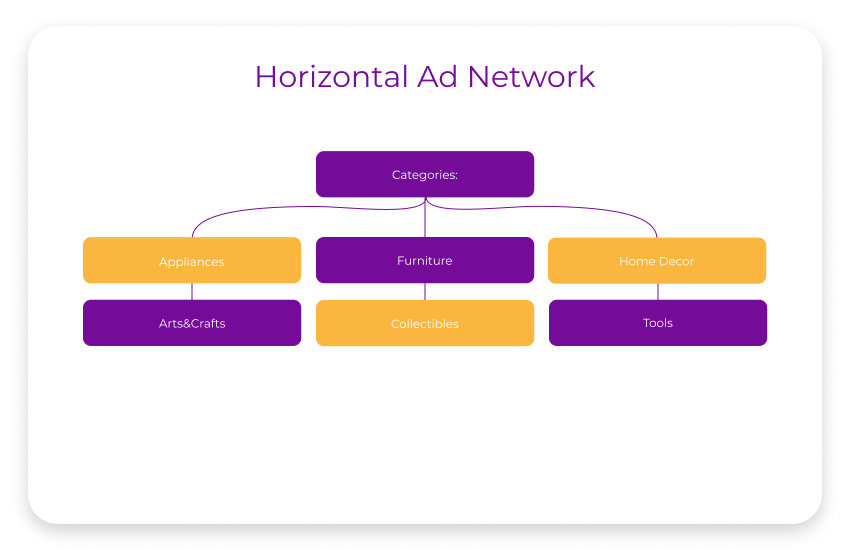 Horizontal Ad Network
Categories:
Appliances
Furniture
Home Decor
Arts&Crafts
Collectibles
Tools